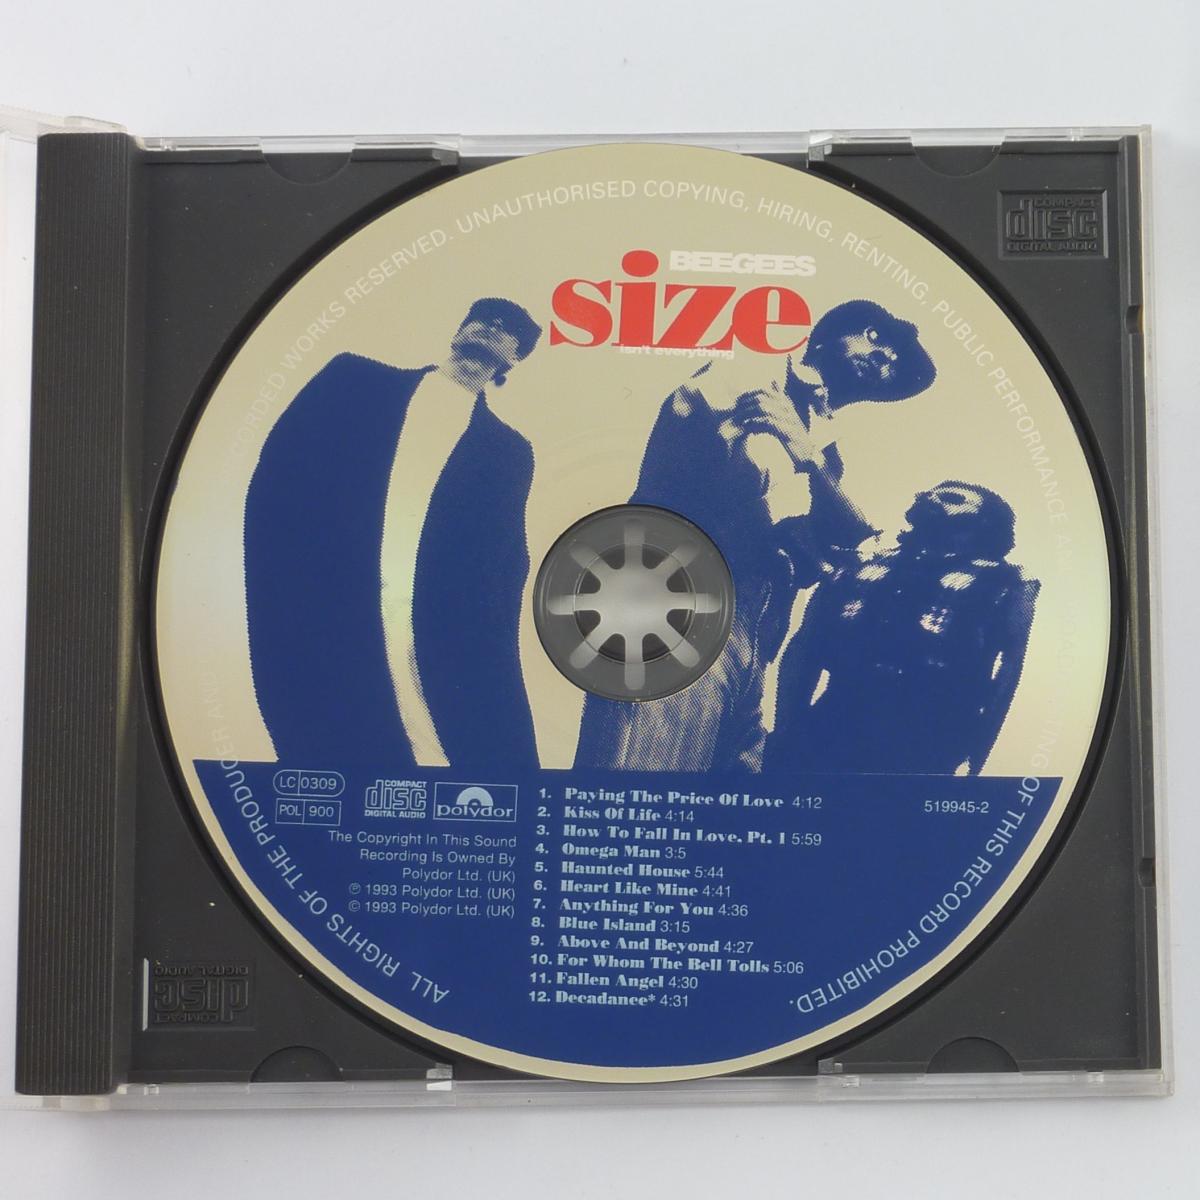 ALL RIGHTS OF THE PRODUCER AND RECORDED WORKS RESERVED. UNAUTHORISED COPYING, HIRING, RENTING, PUBLIC PERFORMANCE OF THIS RECORD PROHIBITED.
BEEGEES
size
isn't everything
COMPACT
disc
DIGITAL AUDIO
LC 0309
POL 900
COMPACT
disc
DIGITAL AUDIO
polydor
The Copyright In This Sound
Recording Is Owned By
Polydor Ltd. (UK)
℗ 1993 Polydor Ltd. (UK)
© 1993 Polydor Ltd. (UK)
1. Paying The Price Of Love 4:12
2. Kiss Of Life 4:14
3. How To Fall In Love, Pt. 1 5:59
4. Omega Man 3:5
5. Haunted House 5:44
6. Heart Like Mine 4:41
7. Anything For You 4:36
8. Blue Island 3:15
9. Above And Beyond 4:27
10. For Whom The Bell Tolls 5:06
11. Fallen Angel 4:30
12. Decadance* 4:31
519945-2
COMPACT
disc
DIGITAL AUDIO